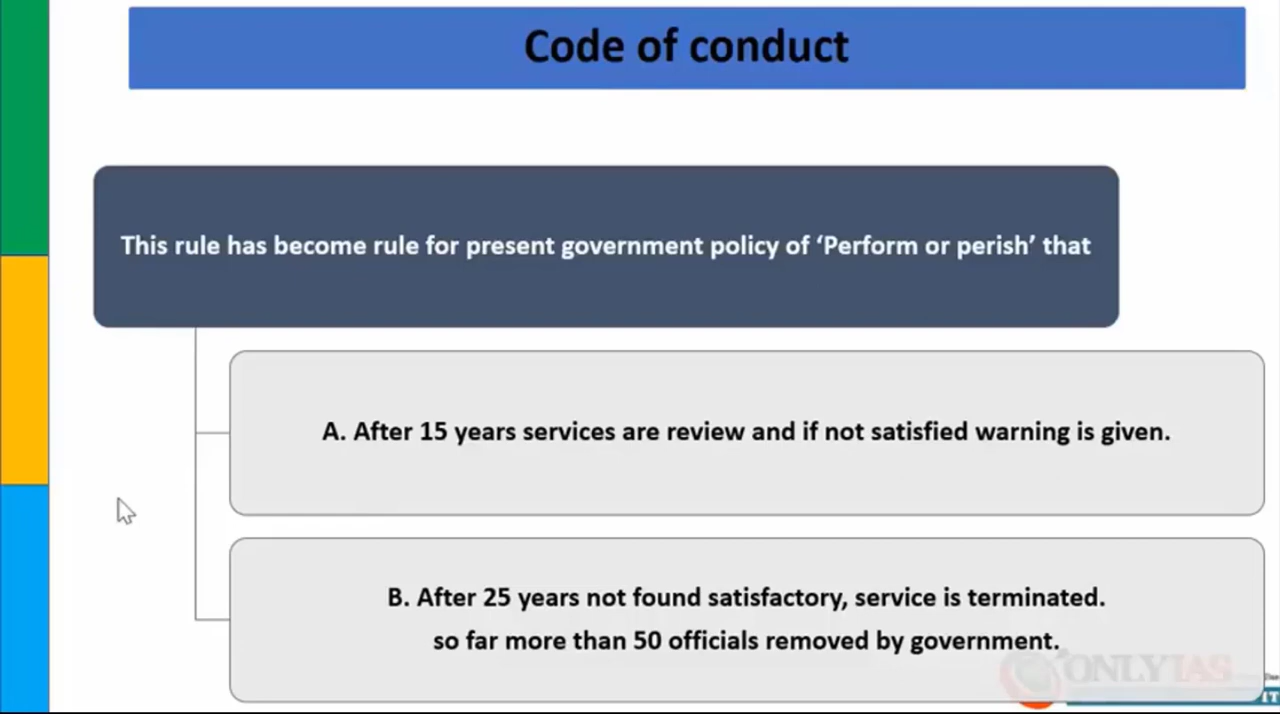 Code of conduct
This rule has become rule for present government policy of ‘Perform or perish’ that
A. After 15 years services are review and if not satisfied warning is given.
B. After 25 years not found satisfactory, service is terminated.
so far more than 50 officials removed by government.
ONLYIAS
IT